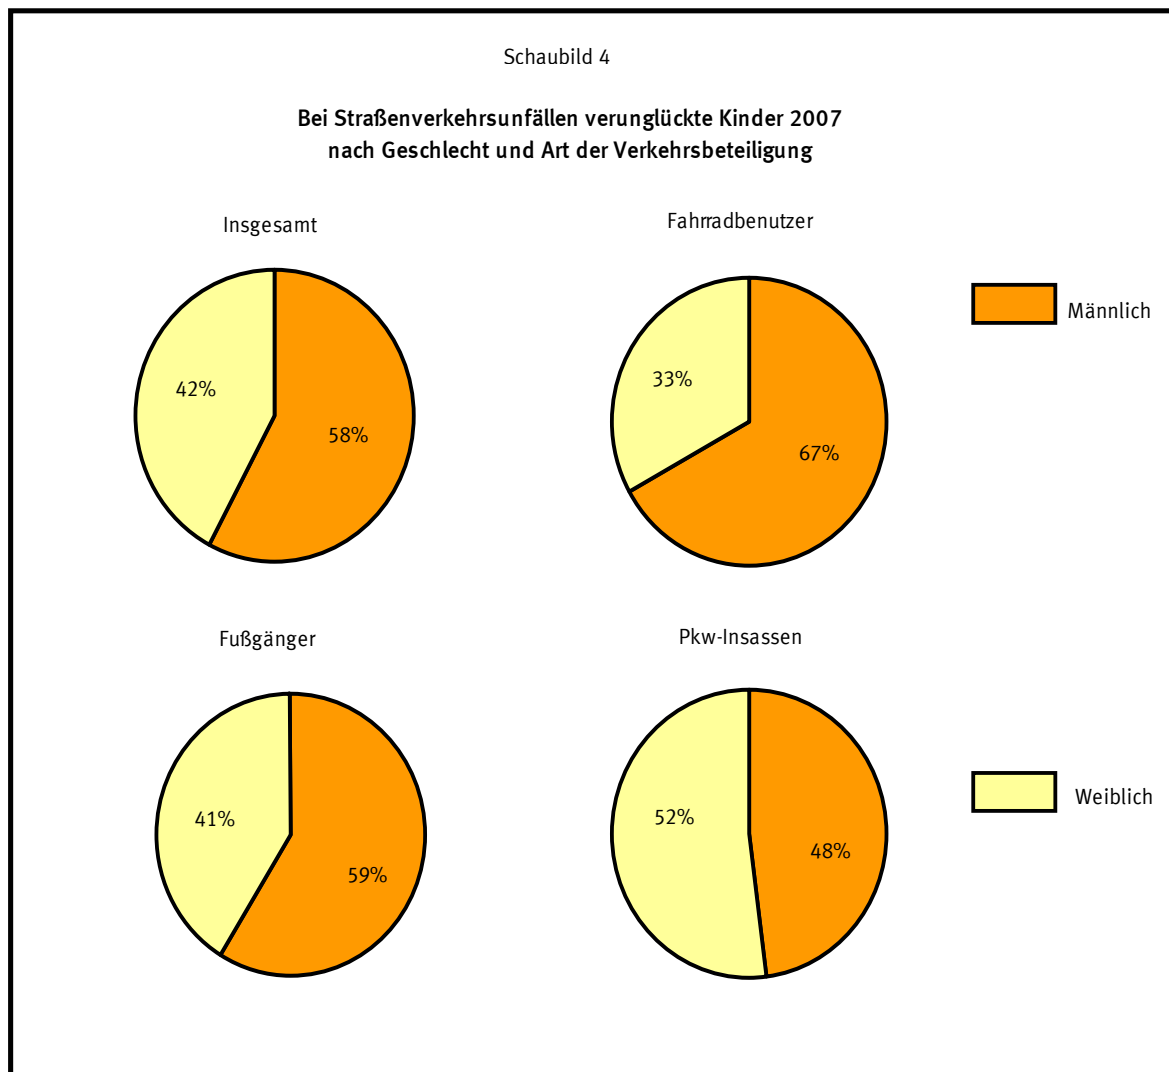 Schaubild 4
Bei Straßenverkehrsunfällen verunglückte Kinder 2007
nach Geschlecht und Art der Verkehrsbeteiligung
Insgesamt
Fahrradbenutzer
Männlich
42%
58%
33%
67%
Fußgänger
Pkw-Insassen
Weiblich
41%
59%
52%
48%